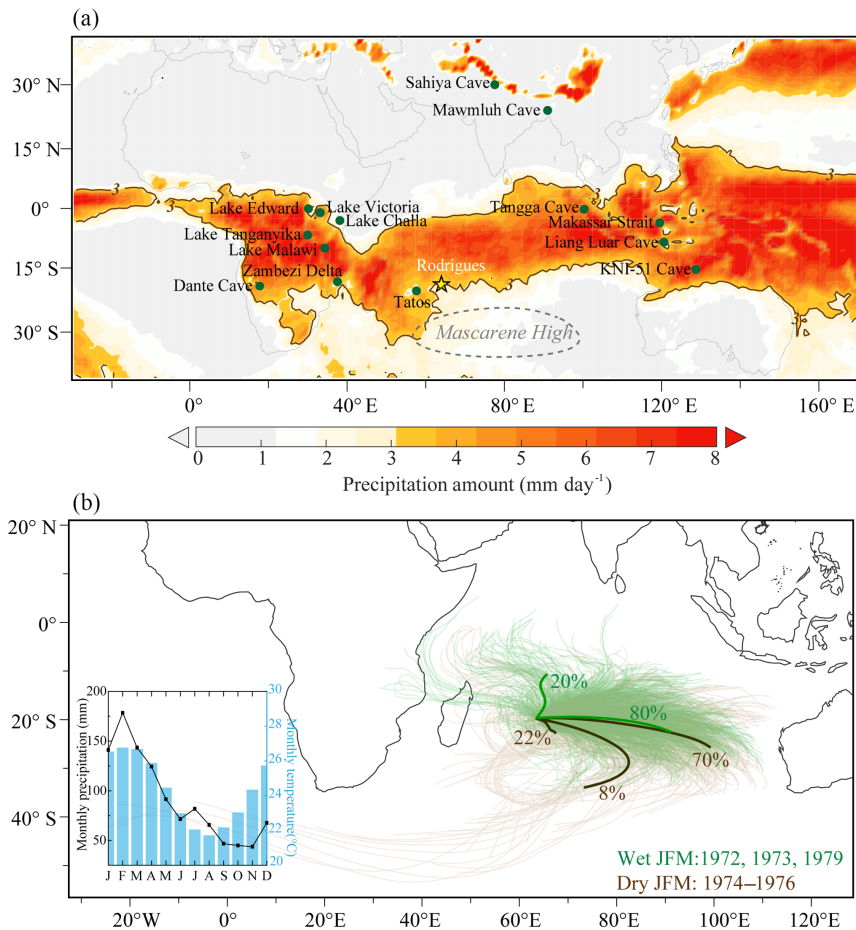 (a)
30° N
15° N
0°
15° S
30° S
Sahiya Cave
Mawmluh Cave
3
3
3
3
3
3
Lake Edward
Lake Victoria
Lake Challa
Tangga Cave
Makassar Strait
Lake Tanganyika
Lake Malawi
Liang Luar Cave
Zambezi Delta
Rodrigues
KNI-51 Cave
Dante Cave
Tatos
Mascarene High
0° 40° E 80° E 120° E 160° E
0 1 2 3 4 5 6 7 8
Precipitation amount (mm day-1)
(b)
20° N
0°
20° S
40° S
20%
80%
22%
70%
8%
Monthly precipitation (mm)
200
150
100
50
Monthly temperature(°C)
30
28
26
24
22
20
J F M A M J J A S O N D
Wet JFM:1972, 1973, 1979
Dry JFM: 1974–1976
20°W 0° 20°E 40°E 60°E 80°E 100°E 120°E